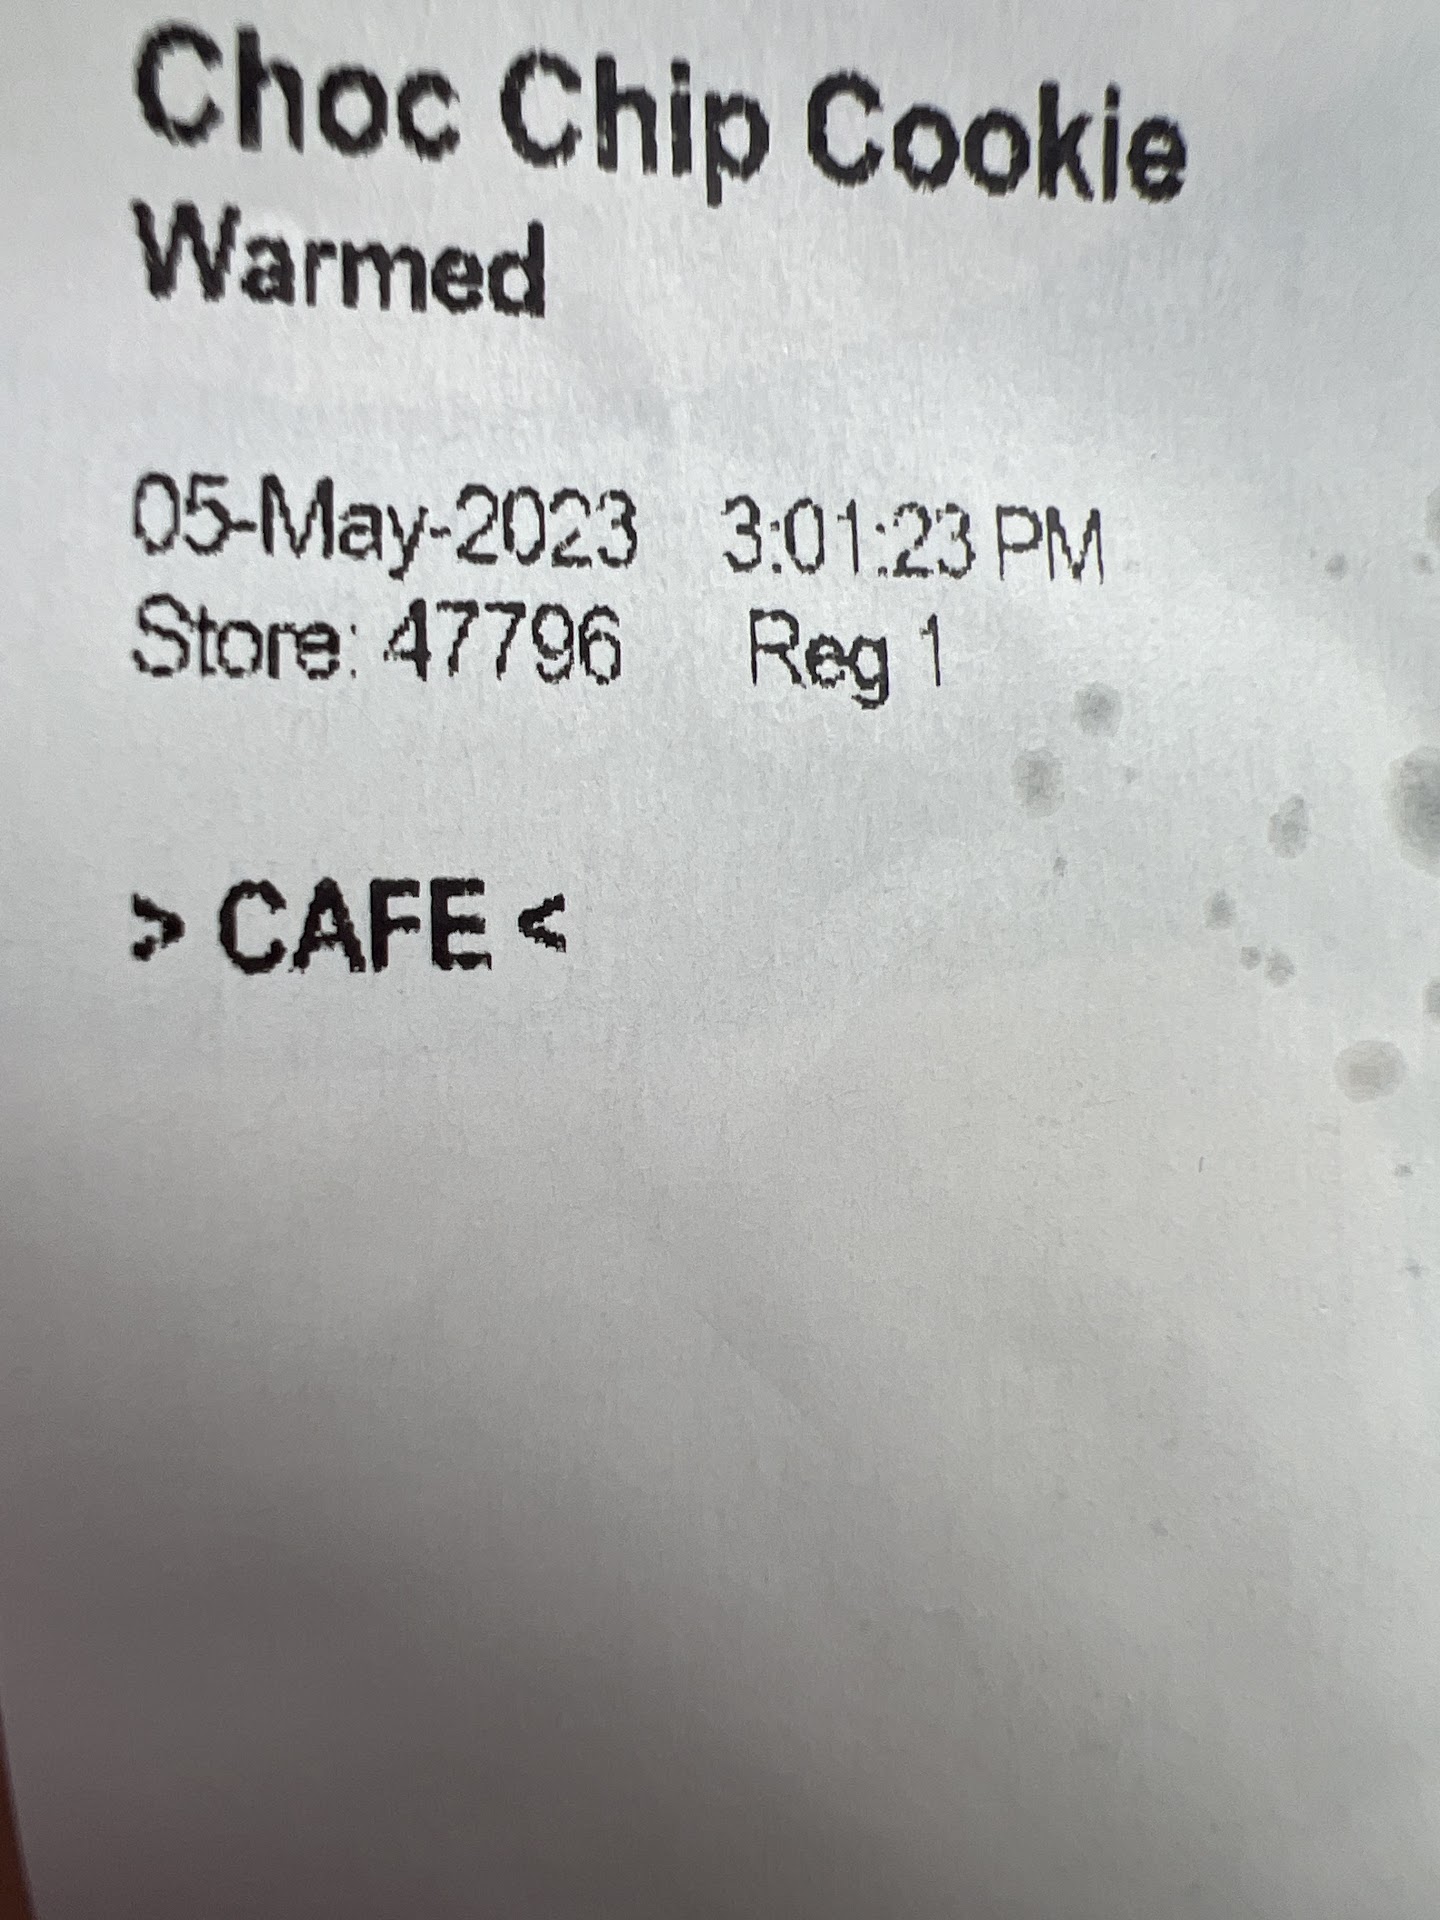 Choc Chip Cookie
Warmed
05-May-2023 3:01:23 PM
Store: 47796 Reg 1
> CAFE <